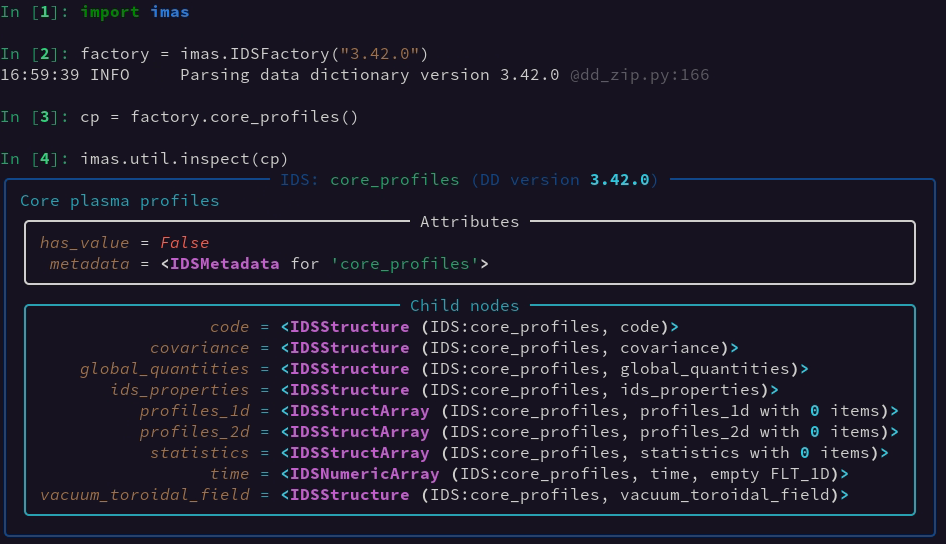 In [1]: import imas
In [2]: factory = imas.IDSFactory("3.42.0")
16:59:39 INFO     Parsing data dictionary version 3.42.0 @dd_zip.py:166
In [3]: cp = factory.core_profiles()
In [4]: imas.util.inspect(cp)
IDS: core_profiles (DD version 3.42.0)
Core plasma profiles
Attributes
has_value = False
metadata = <IDSMetadata for 'core_profiles'>
Child nodes
code = <IDSStructure (IDS:core_profiles, code)>
covariance = <IDSStructure (IDS:core_profiles, covariance)>
global_quantities = <IDSStructure (IDS:core_profiles, global_quantities)>
ids_properties = <IDSStructure (IDS:core_profiles, ids_properties)>
profiles_1d = <IDSStructArray (IDS:core_profiles, profiles_1d with 0 items)>
profiles_2d = <IDSStructArray (IDS:core_profiles, profiles_2d with 0 items)>
statistics = <IDSStructArray (IDS:core_profiles, statistics with 0 items)>
time = <IDSNumericArray (IDS:core_profiles, time, empty FLT_1D)>
vacuum_toroidal_field = <IDSStructure (IDS:core_profiles, vacuum_toroidal_field)>